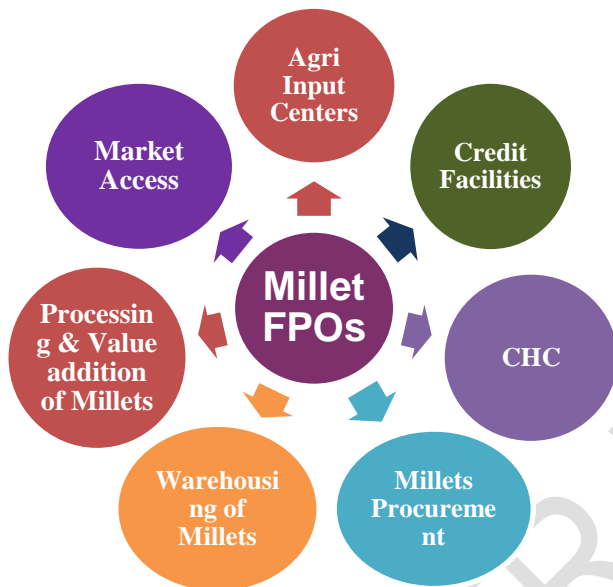 Agri
Input
Centers
Market
Access
Credit
Facilities
Millet
FPOs
Processin
g & Value
addition
of Millets
CHC
Warehousi
ng of
Millets
Millets
Procureme
nt